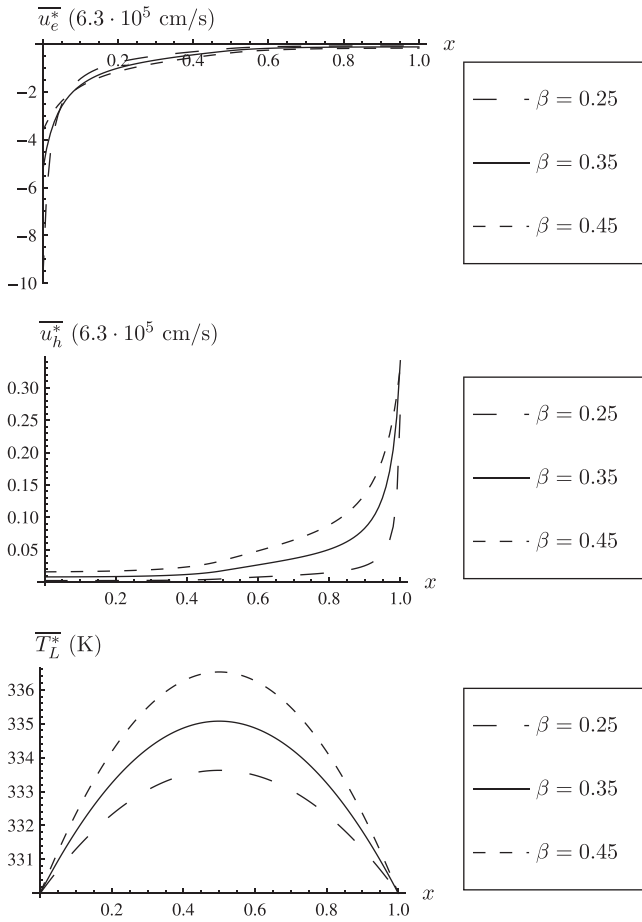 $\overline{u_e^*}$ (6.3 · 10⁵ cm/s)
x
0.2 0.4 0.6 0.8 1.0
−2
−4
−6
−8
−10
β = 0.25
β = 0.35
β = 0.45
$\overline{u_h^*}$ (6.3 · 10⁵ cm/s)
0.30
0.25
0.20
0.15
0.10
0.05
x
0.2 0.4 0.6 0.8 1.0
β = 0.25
β = 0.35
β = 0.45
$\overline{T_L^*}$ (K)
336
335
334
333
332
331
x
0.2 0.4 0.6 0.8 1.0
β = 0.25
β = 0.35
β = 0.45